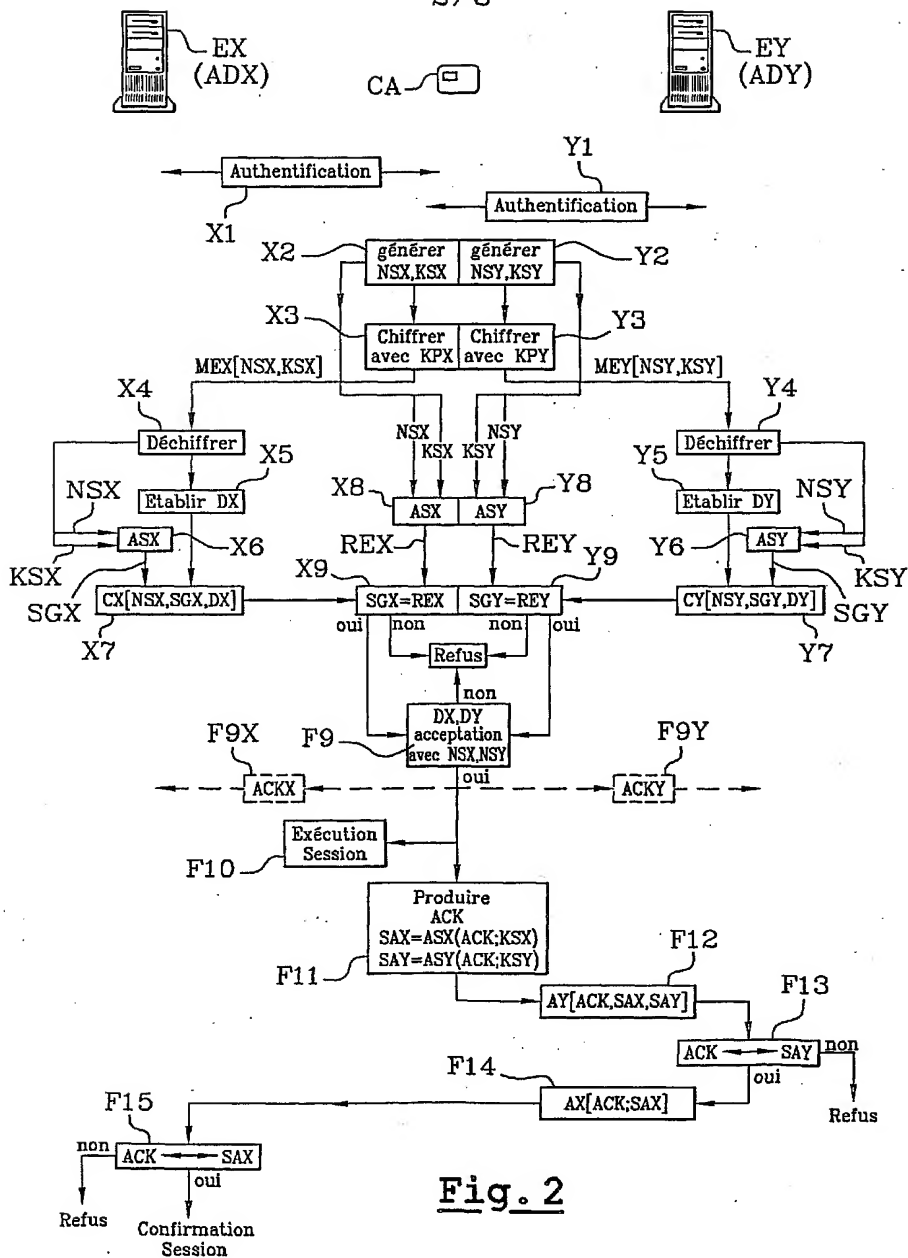 EX
(ADX)
CA
EY
(ADY)
Authentification
X1
Y1
Authentification
X2
générer
NSX,KSX
générer
NSY,KSY
Y2
X3
Chiffrer
avec KPX
Chiffrer
avec KPY
Y3
MEX[NSX,KSX]
MEY[NSY,KSY]
X4
Déchiffrer
NSX
KSX
KSY
NSY
Y4
Déchiffrer
X5
Etablir DX
Y5
Etablir DY
NSX
KSX
ASX
X6
X8
ASX
ASY
Y8
Y6
ASY
NSY
KSY
REX
REY
SGX
SGY
CX[NSX,SGX,DX]
X7
X9
SGX=REX
SGY=REY
Y9
CY[NSY,SGY,DY]
Y7
oui
non
non
oui
Refus
non
F9
DX,DY
acceptation
avec NSX,NSY
oui
F9X
ACKX
F9Y
ACKY
Exécution
Session
F10
Produire
ACK
SAX=ASX(ACK;KSX)
SAY=ASY(ACK;KSY)
F11
F12
AY[ACK,SAX,SAY]
F13
ACK
SAY
non
oui
Refus
F14
AX[ACK;SAX]
F15
non
ACK
SAX
oui
Refus
Confirmation
Session
Fig. 2